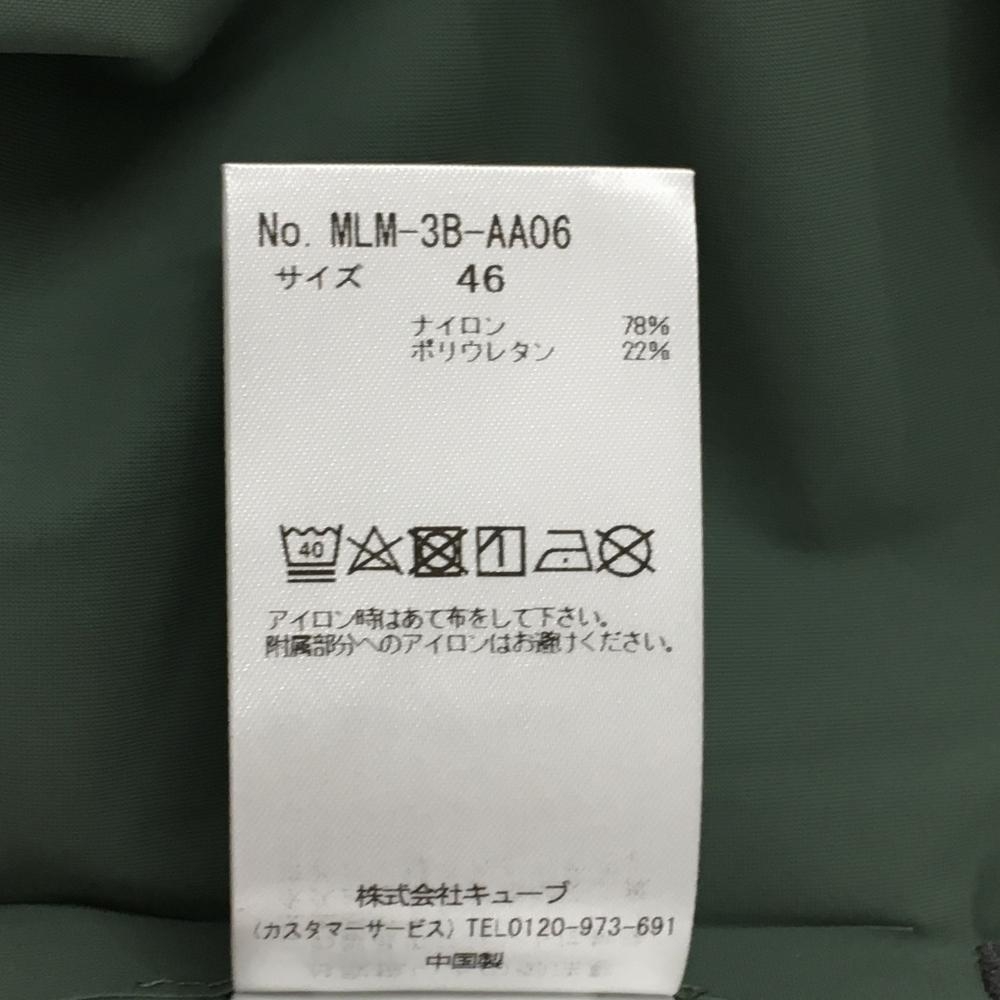 No. MLM-3B-AA06
サイズ 46
ナイロン 78%
ポリウレタン 22%
40
アイロン時はあて布をして下さい。
附属部分へのアイロンはお避けください。
株式会社キューブ
(カスタマーサービス) TEL0120-973-691
中国製